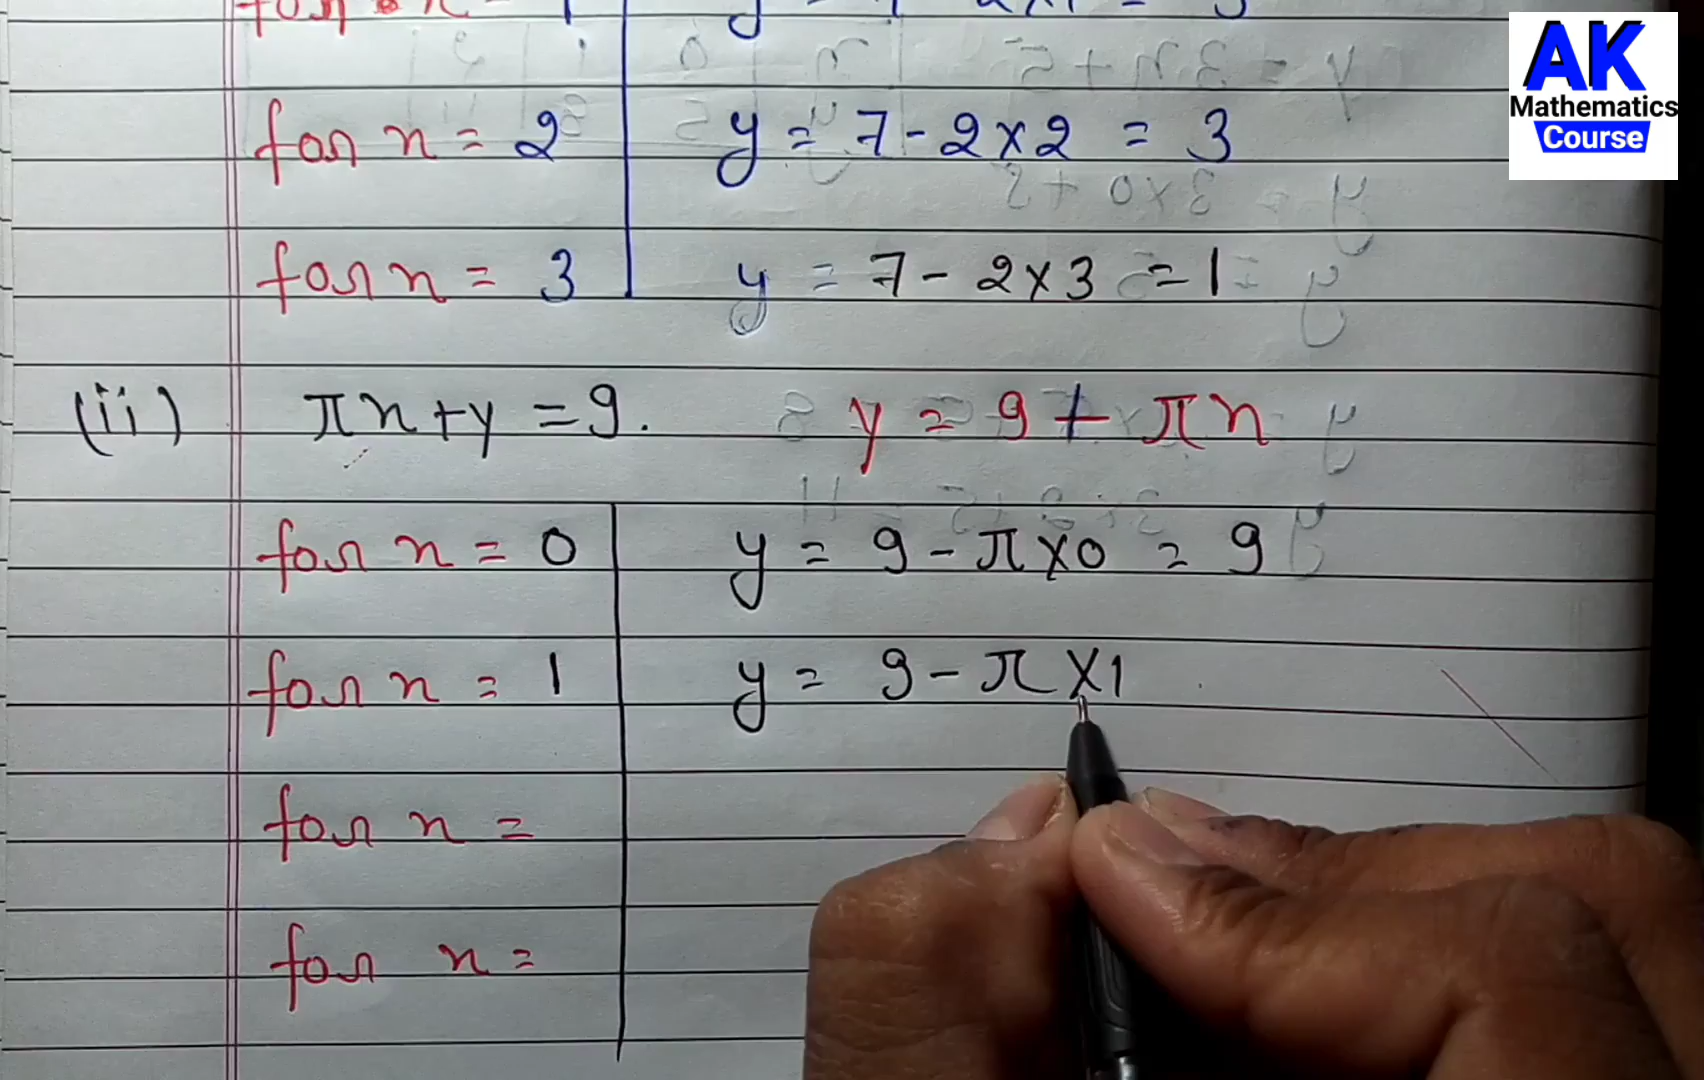 AK
Mathematics
Course
for x = 2 y = 7 - 2×2 = 3
for x = 3 y = 7 - 2×3 = 1
(ii) πx + y = 9. y = 9 - πx
for x = 0 y = 9 - π×0 = 9
for x = 1 y = 9 - π×1
for x =
for x =